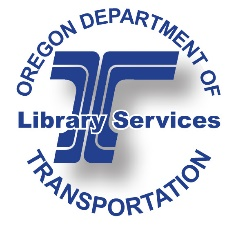 OREGON DEPARTMENT OF
Library Services
TRANSPORTATION